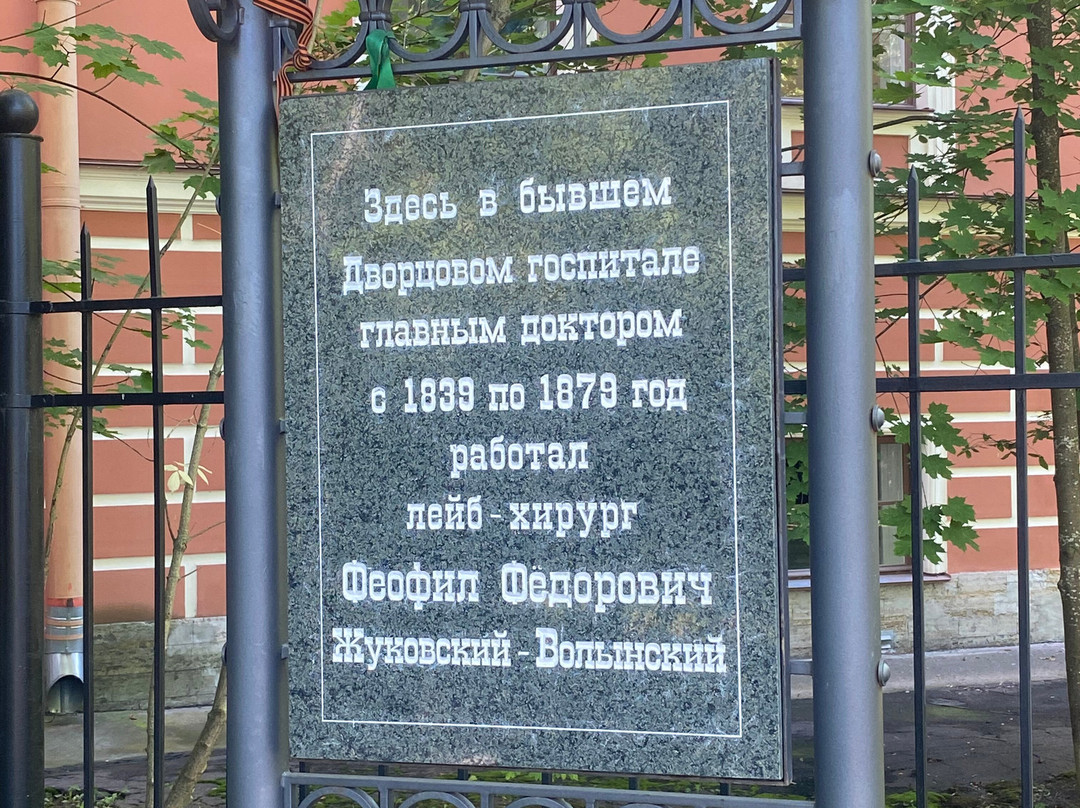 Здесь в бывшем
Дворцовом госпитале
главным доктором
с 1839 по 1879 год
работал
лейб-хирург
Феофил Фёдорович
Жуковский-Волынский